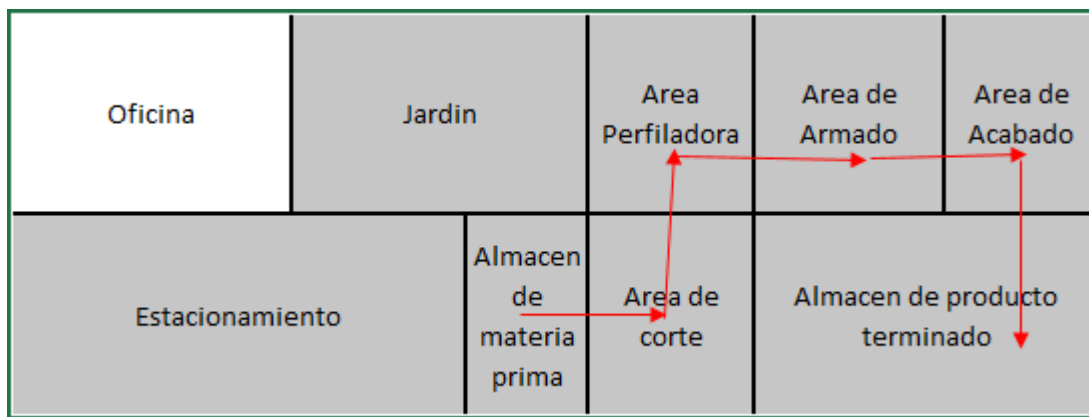 Oficina
Jardin
Area
Perfiladora
Area de
Armado
Area de
Acabado
Estacionamiento
Almacen
de
materia
prima
Area de
corte
Almacen de producto
terminado